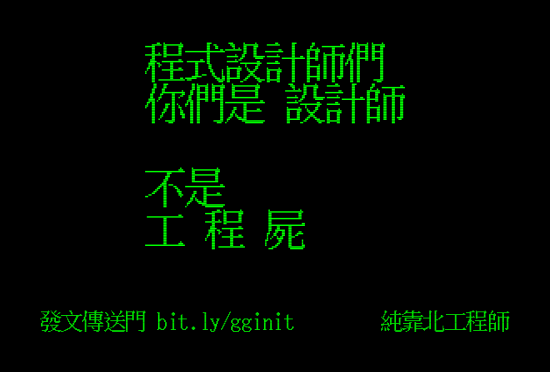 程式設計師們
你們是 設計師
不是
工 程 屍
發文傳送門 bit.ly/gginit 純靠北工程師